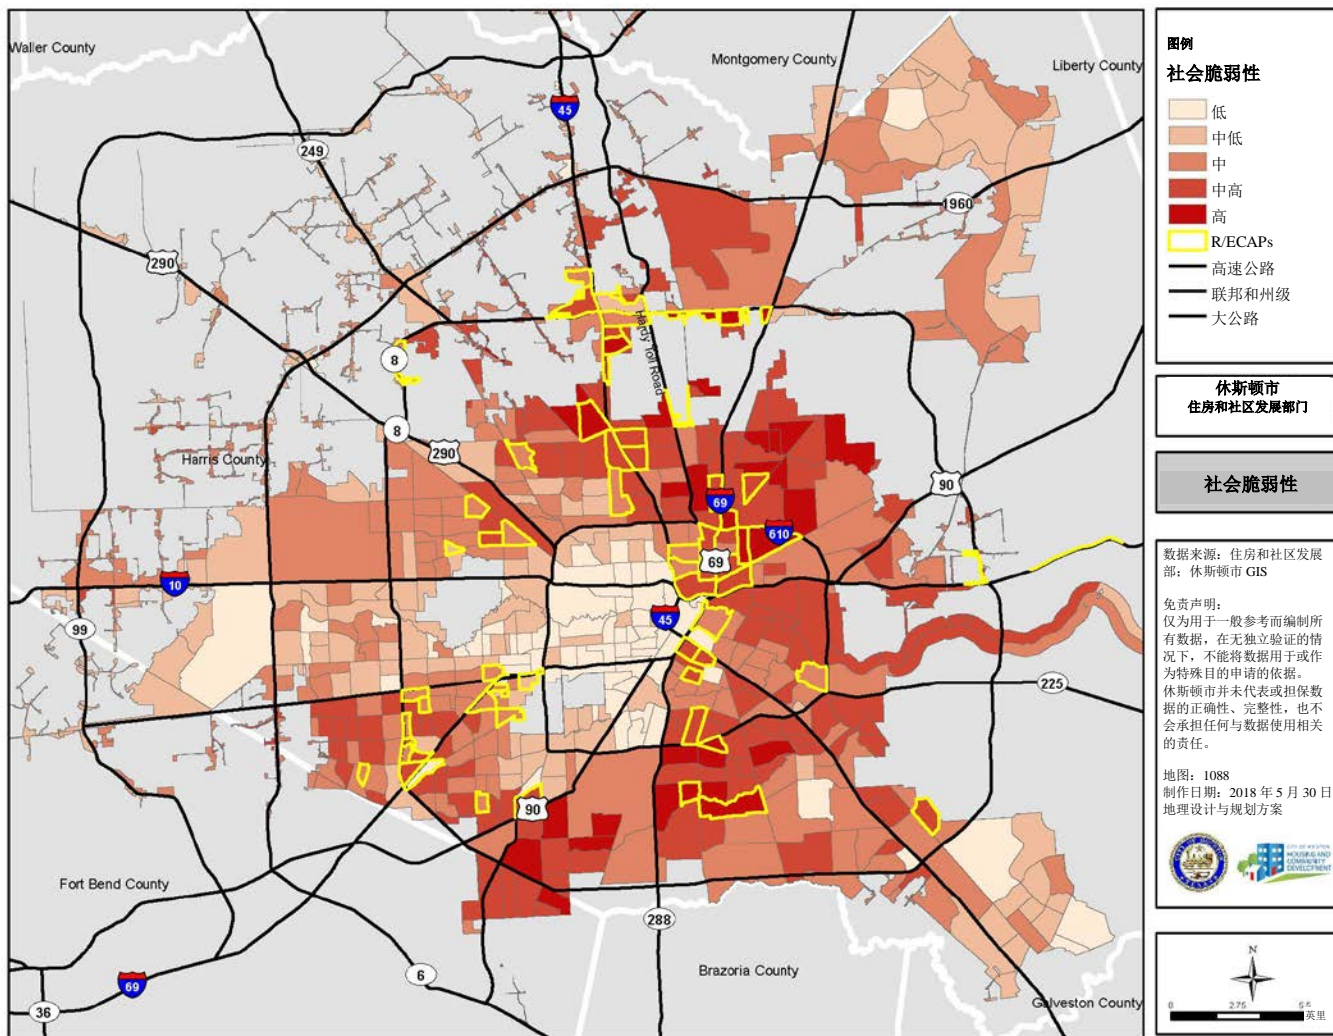 Waller County
Montgomery County
Liberty County
45
249
1960
290
Hardy Toll Road
8
8
290
Harris County
90
69
610
69
10
45
99
225
90
Fort Bend County
288
6
Brazoria County
69
36
Galveston County
图例
社会脆弱性
低
中低
中
中高
高
R/ECAPs
高速公路
联邦和州级
大公路
休斯顿市
住房和社区发展部门
社会脆弱性
数据来源：住房和社区发展
部；休斯顿市 GIS
免责声明：
仅为用于一般参考而编制所
有数据，在无独立验证的情
况下，不能将数据用于或作
为特殊目的申请的依据。
休斯顿市并未代表或担保数
据的正确性、完整性，也不
会承担任何与数据使用相关
的责任。
地图：1088
制作日期：2018 年 5 月 30 日
地理设计与规划方案
CITY OF HOUSTON
HOUSING AND
COMMUNITY
DEVELOPMENT
N
0 2.75 5.5
英里